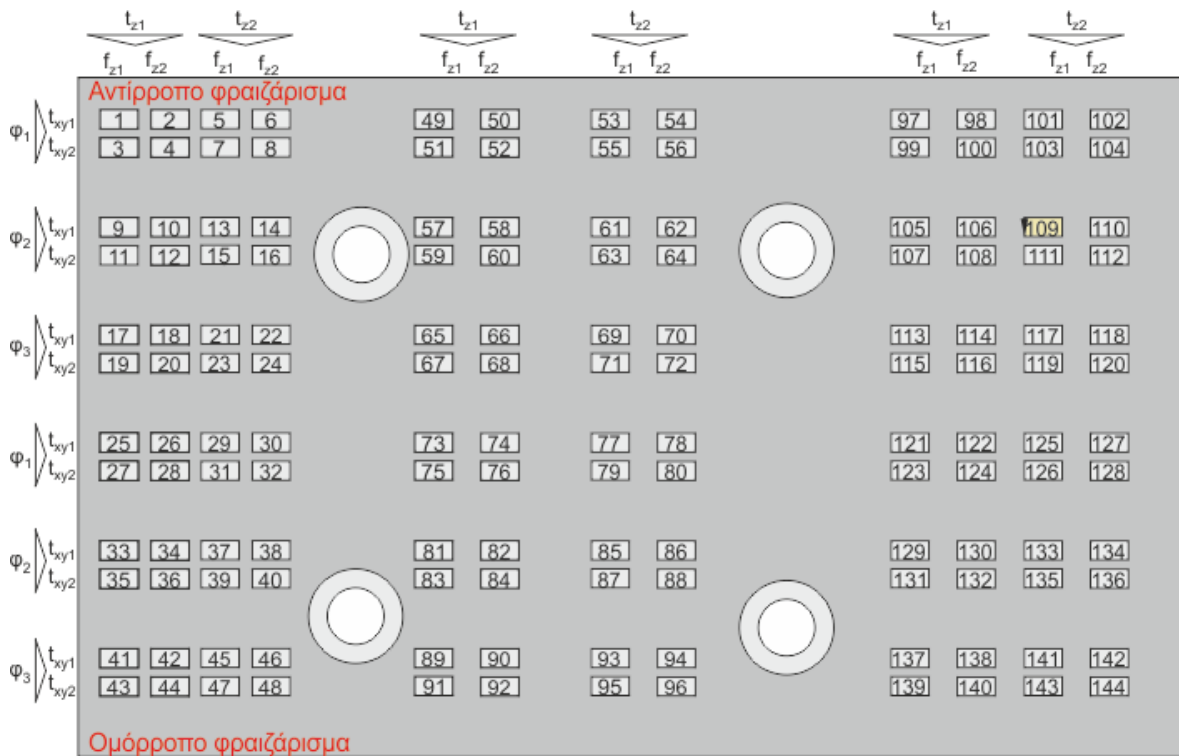 t_z1 t_z2 t_z1 t_z2 t_z1 t_z2
f_z1 f_z2 f_z1 f_z2 f_z1 f_z2 f_z1 f_z2 f_z1 f_z2 f_z1 f_z2
Αντίρροπο φραιζάρισμα
φ_1 t_xy1 1 2 5 6 49 50 53 54 97 98 101 102
t_xy2 3 4 7 8 51 52 55 56 99 100 103 104
φ_2 t_xy1 9 10 13 14 57 58 61 62 105 106 109 110
t_xy2 11 12 15 16 59 60 63 64 107 108 111 112
φ_3 t_xy1 17 18 21 22 65 66 69 70 113 114 117 118
t_xy2 19 20 23 24 67 68 71 72 115 116 119 120
φ_1 t_xy1 25 26 29 30 73 74 77 78 121 122 125 127
t_xy2 27 28 31 32 75 76 79 80 123 124 126 128
φ_2 t_xy1 33 34 37 38 81 82 85 86 129 130 133 134
t_xy2 35 36 39 40 83 84 87 88 131 132 135 136
φ_3 t_xy1 41 42 45 46 89 90 93 94 137 138 141 142
t_xy2 43 44 47 48 91 92 95 96 139 140 143 144
Ομόρροπο φραιζάρισμα